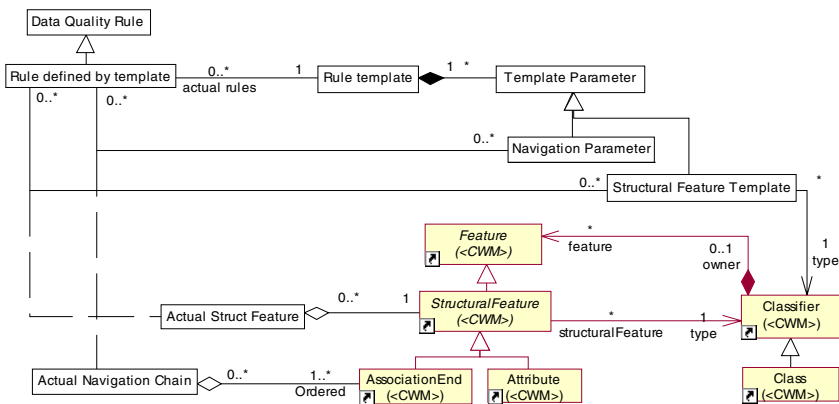 Data Quality Rule
Rule defined by template
0..*
actual rules
1
Rule template
1
*
Template Parameter
0..*
0..*
0..*
Navigation Parameter
0..*
Structural Feature Template
*
1
type
Feature
(<CWM>)
*
feature
0..1
owner
Actual Struct Feature
0..*
1
StructuralFeature
(<CWM>)
*
structuralFeature
1
type
Classifier
(<CWM>)
Actual Navigation Chain
0..*
1..*
Ordered
AssociationEnd
(<CWM>)
Attribute
(<CWM>)
Class
(<CWM>)